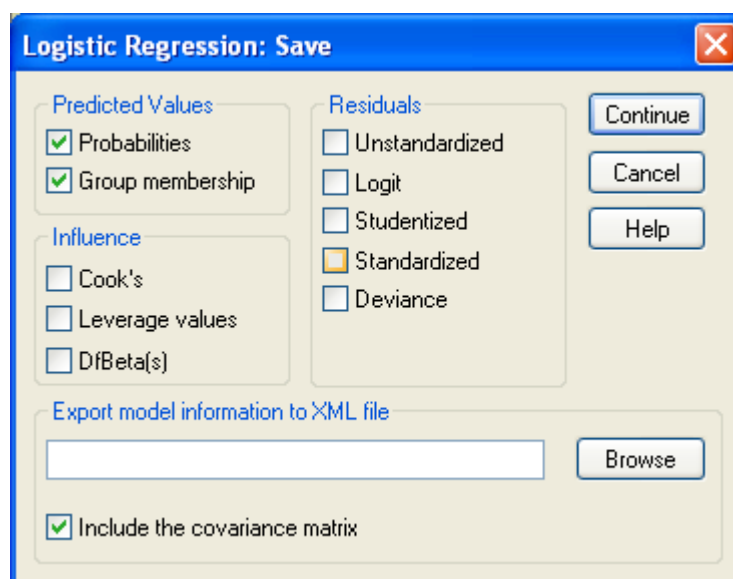 Logistic Regression: Save
Predicted Values
Probabilities
Group membership
Influence
Cook's
Leverage values
DfBeta(s)
Residuals
Unstandardized
Logit
Studentized
Standardized
Deviance
Continue
Cancel
Help
Export model information to XML file
Browse
Include the covariance matrix